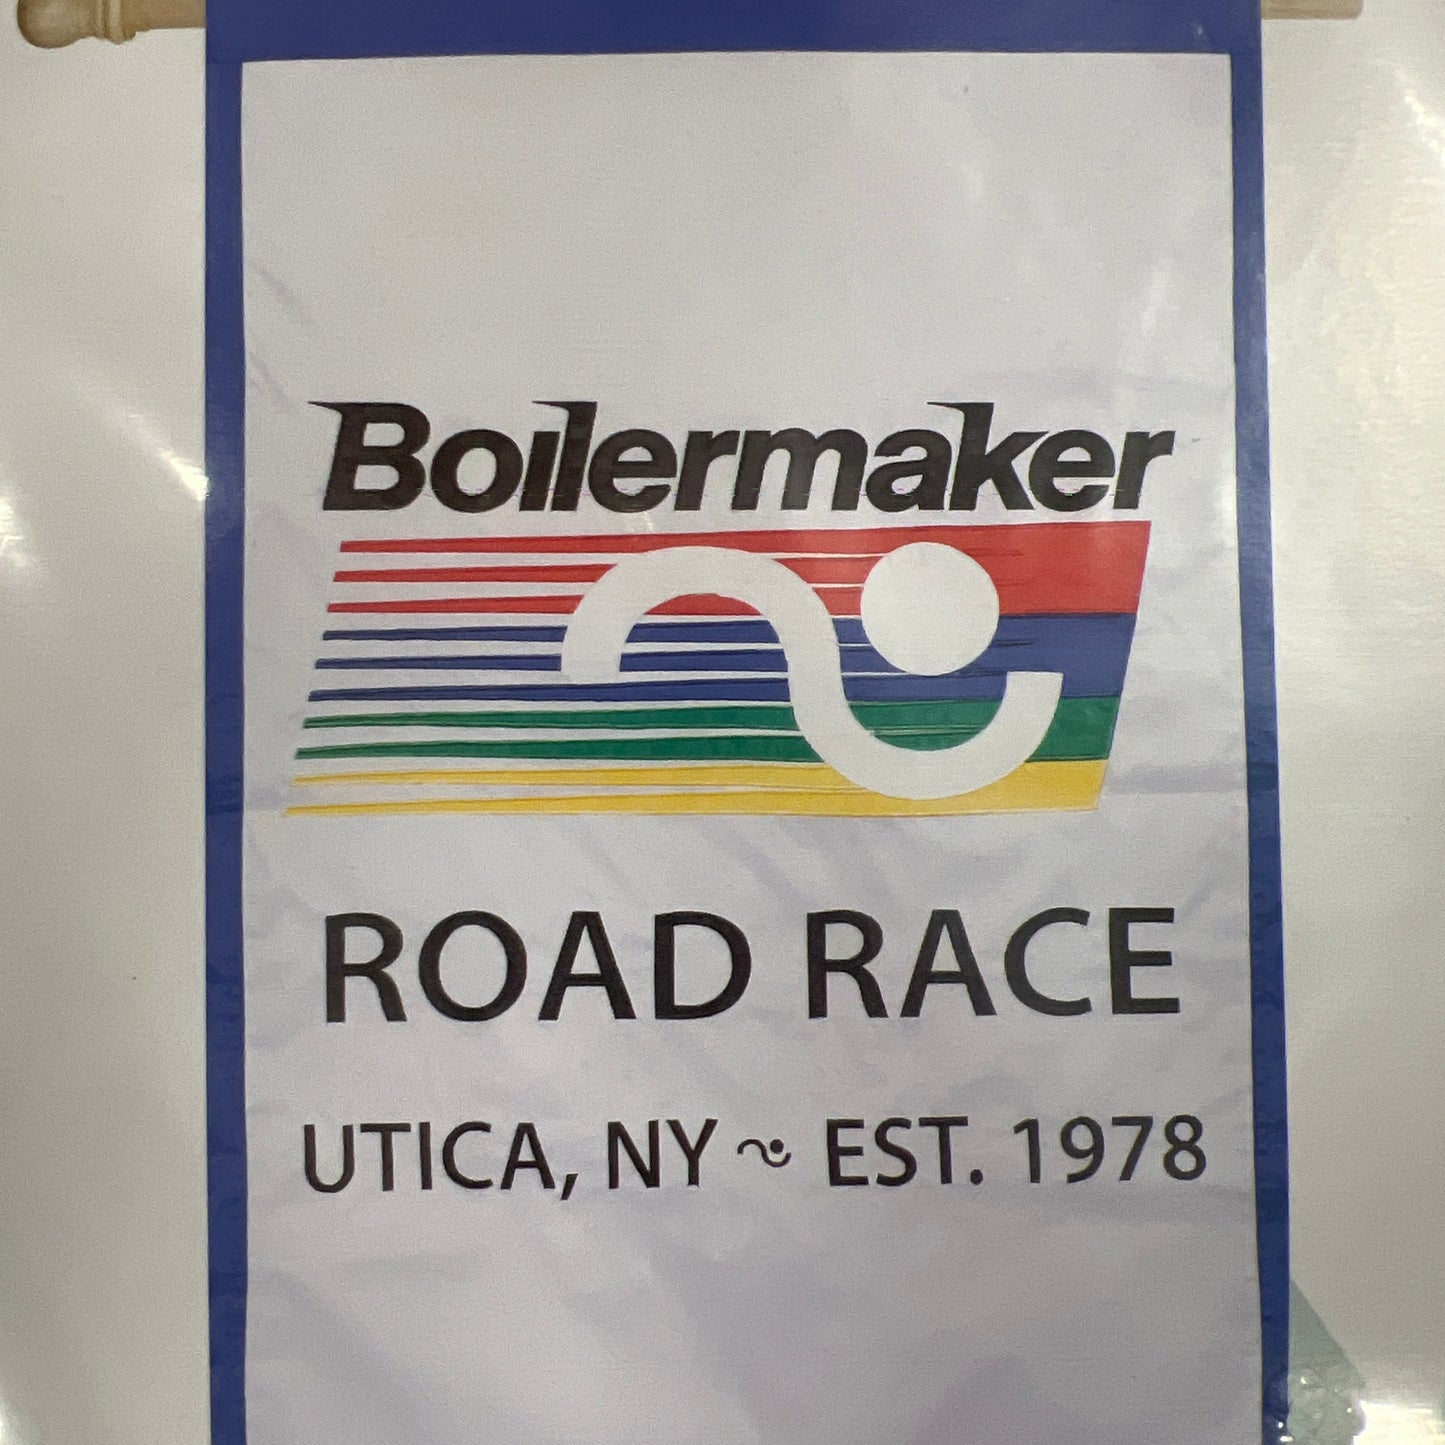 Boilermaker
ROAD RACE
UTICA, NY ~ EST. 1978